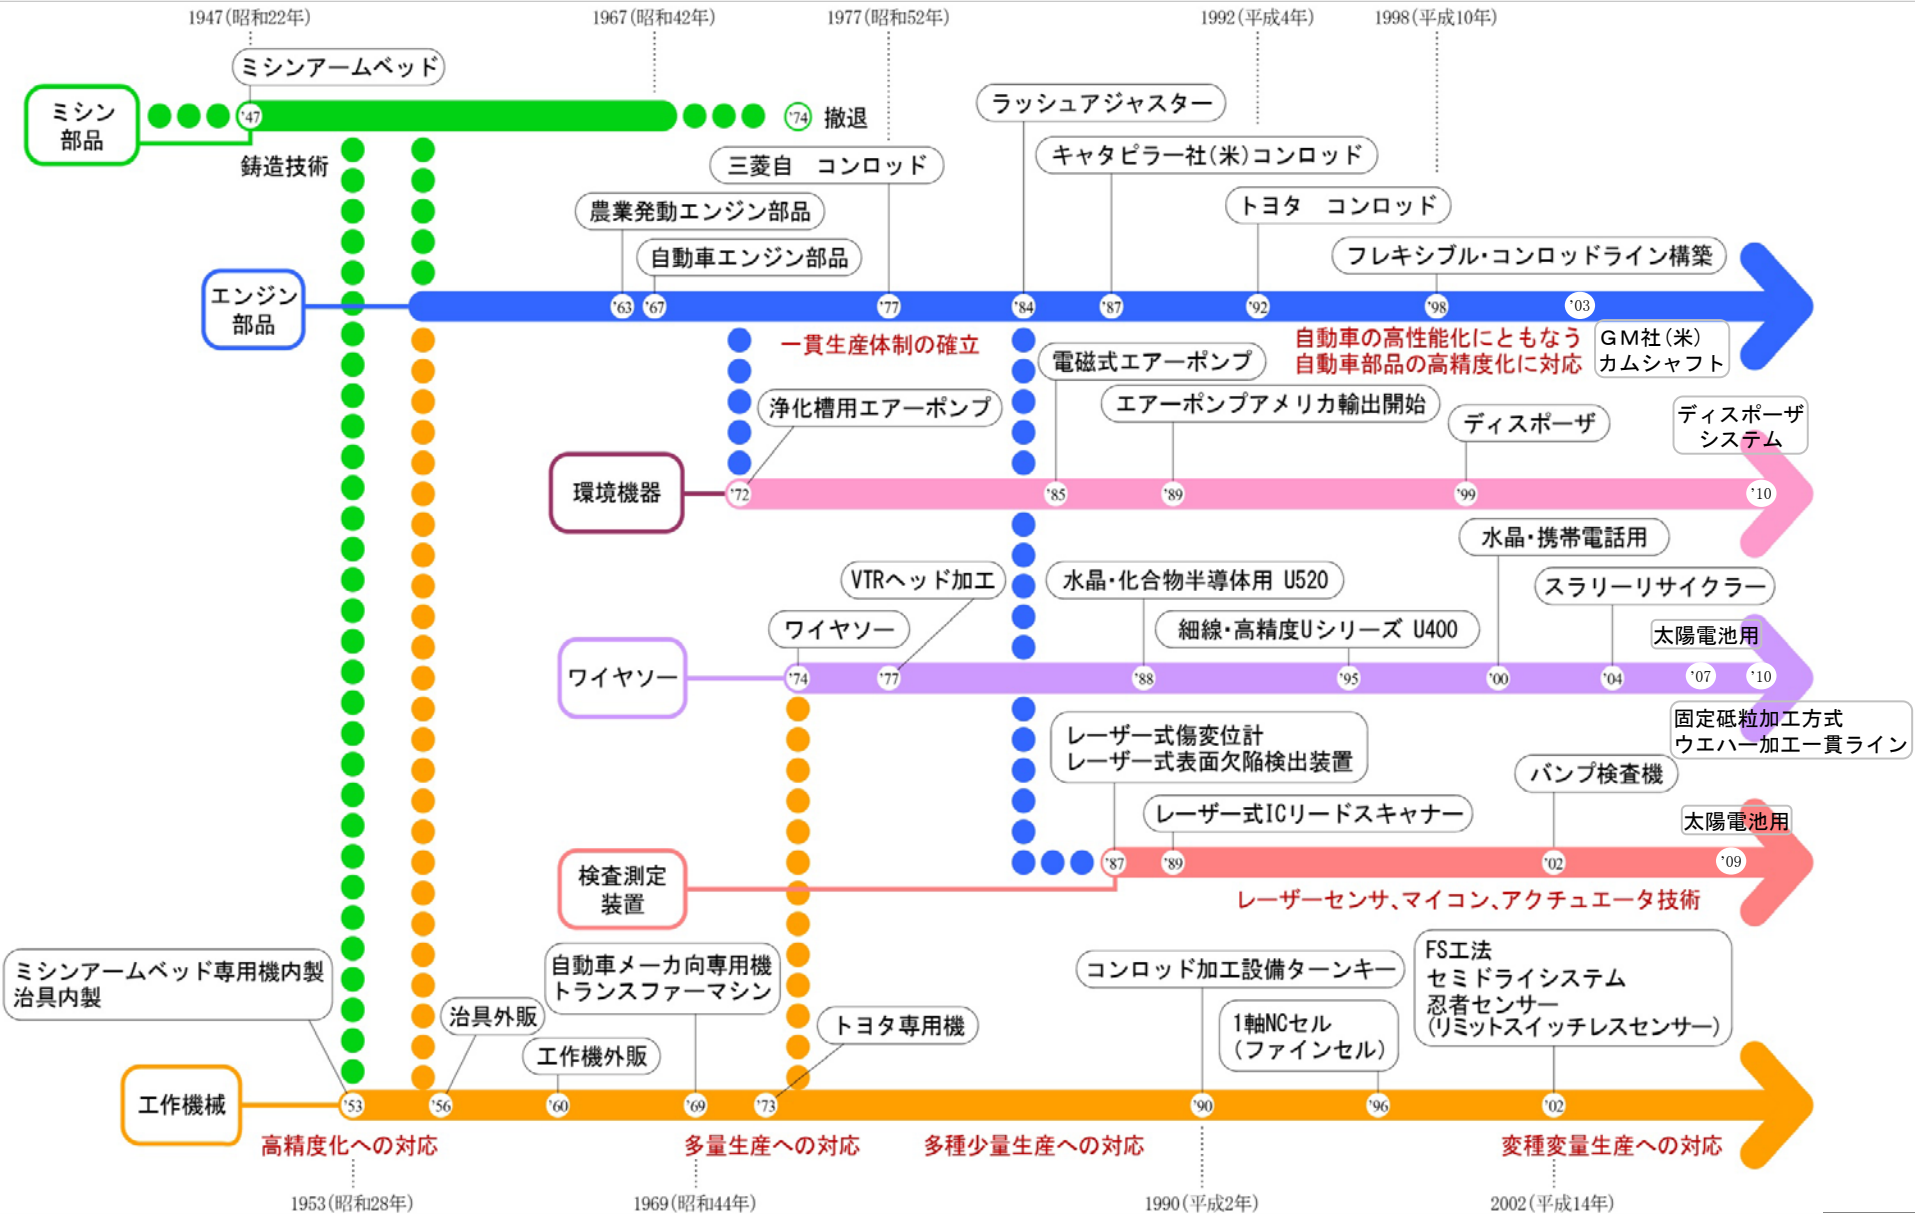 1947(昭和22年)
1967(昭和42年)
1977(昭和52年)
1992(平成4年)
1998(平成10年)
ミシンアームベッド
ミシン
部品
'47
'74
撤退
鋳造技術
ラッシュアジャスター
三菱自　コンロッド
キャタピラー社(米)コンロッド
農業発動エンジン部品
トヨタ　コンロッド
自動車エンジン部品
フレキシブル・コンロッドライン構築
エンジン
部品
'63
'67
'77
'84
'87
'92
'98
'03
一貫生産体制の確立
自動車の高性能化にともなう
自動車部品の高精度化に対応
GM社(米)
カムシャフト
電磁式エアーポンプ
浄化槽用エアーポンプ
エアーポンプアメリカ輸出開始
ディスポーザ
ディスポーザ
システム
環境機器
'72
'85
'89
'99
'10
水晶・携帯電話用
VTRヘッド加工
水晶・化合物半導体用 U520
スラリーリサイクラー
ワイヤソー
細線・高精度Uシリーズ U400
太陽電池用
ワイヤソー
'74
'77
'88
'95
'00
'04
'07
'10
固定砥粒加工方式
ウエハー加工一貫ライン
レーザー式傷変位計
レーザー式表面欠陥検出装置
バンプ検査機
レーザー式ICリードスキャナー
太陽電池用
検査測定
装置
'87
'89
'02
'09
レーザーセンサ、マイコン、アクチュエータ技術
ミシンアームベッド専用機内製
治具内製
自動車メーカ向専用機
トランスファーマシン
治具外販
工作機外販
トヨタ専用機
コンロッド加工設備ターンキー
1軸NCセル
(ファインセル)
FS工法
セミドライシステム
忍者センサー
(リミットスイッチレスセンサー)
工作機械
'53
'56
'60
'69
'73
'90
'96
'02
高精度化への対応
多量生産への対応
多種少量生産への対応
変種変量生産への対応
1953(昭和28年)
1969(昭和44年)
1990(平成2年)
2002(平成14年)